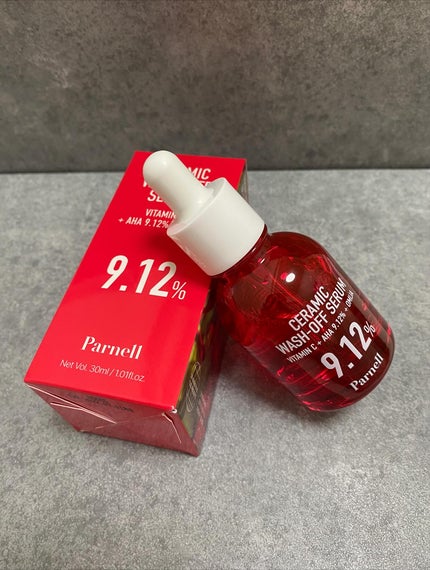 VITAMIN
+ AHA 9.12%
9.12%
Parnell
Net Vol. 30ml / 1.01fl.oz.
CERAMIC
WASH-OFF SERUM
VITAMIN C + AHA 9.12% + OMIJA
9.12%
Parnell